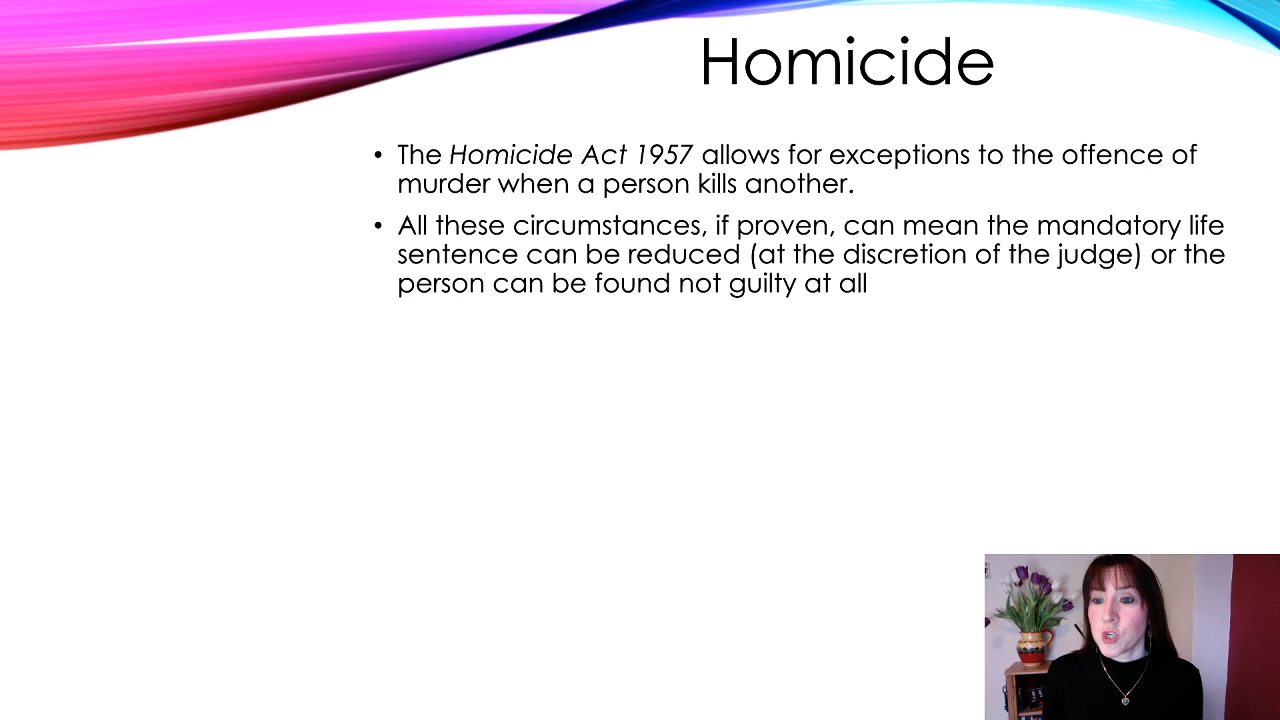 Homicide
• The Homicide Act 1957 allows for exceptions to the offence of
murder when a person kills another.
• All these circumstances, if proven, can mean the mandatory life
sentence can be reduced (at the discretion of the judge) or the
person can be found not guilty at all